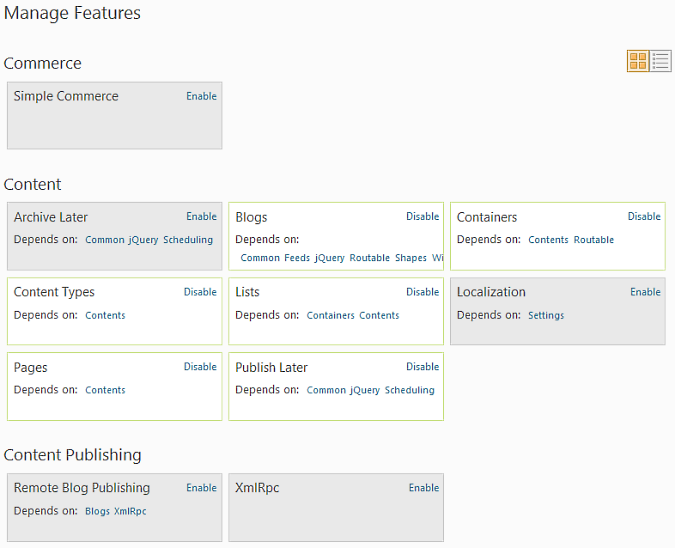 Manage Features
Commerce
Simple Commerce Enable
Content
Archive Later Enable
Depends on: Common jQuery Scheduling
Blogs Disable
Depends on:
Common Feeds jQuery Routable Shapes Wi
Containers Disable
Depends on: Contents Routable
Content Types Disable
Depends on: Contents
Lists Disable
Depends on: Containers Contents
Localization Enable
Depends on: Settings
Pages Disable
Depends on: Contents
Publish Later Disable
Depends on: Common jQuery Scheduling
Content Publishing
Remote Blog Publishing Enable
Depends on: Blogs XmlRpc
XmlRpc Enable